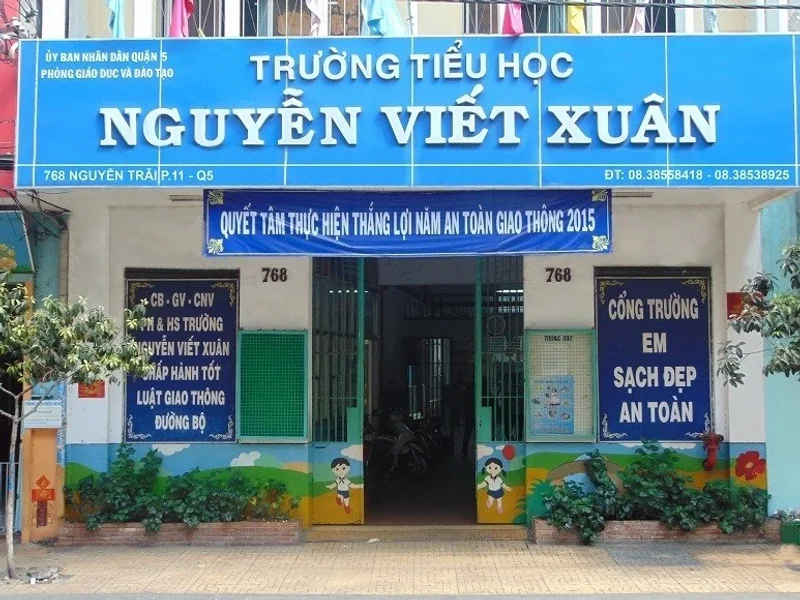 ỦY BAN NHÂN DÂN QUẬN 5
PHÒNG GIÁO DỤC VÀ ĐÀO TẠO
TRƯỜNG TIỂU HỌC
NGUYỄN VIẾT XUÂN
768 NGUYỄN TRÃI P.11 - Q5
ĐT: 08.38558418 - 08.38538925
QUYẾT TÂM THỰC HIỆN THẮNG LỢI NĂM AN TOÀN GIAO THÔNG 2015
768
768
CB - GV - CNV
PH & HS TRƯỜNG
NGUYỄN VIẾT XUÂN
CHẤP HÀNH TỐT
LUẬT GIAO THÔNG
ĐƯỜNG BỘ
THÔNG BÁO
CỔNG TRƯỜNG
EM
SẠCH ĐẸP
AN TOÀN